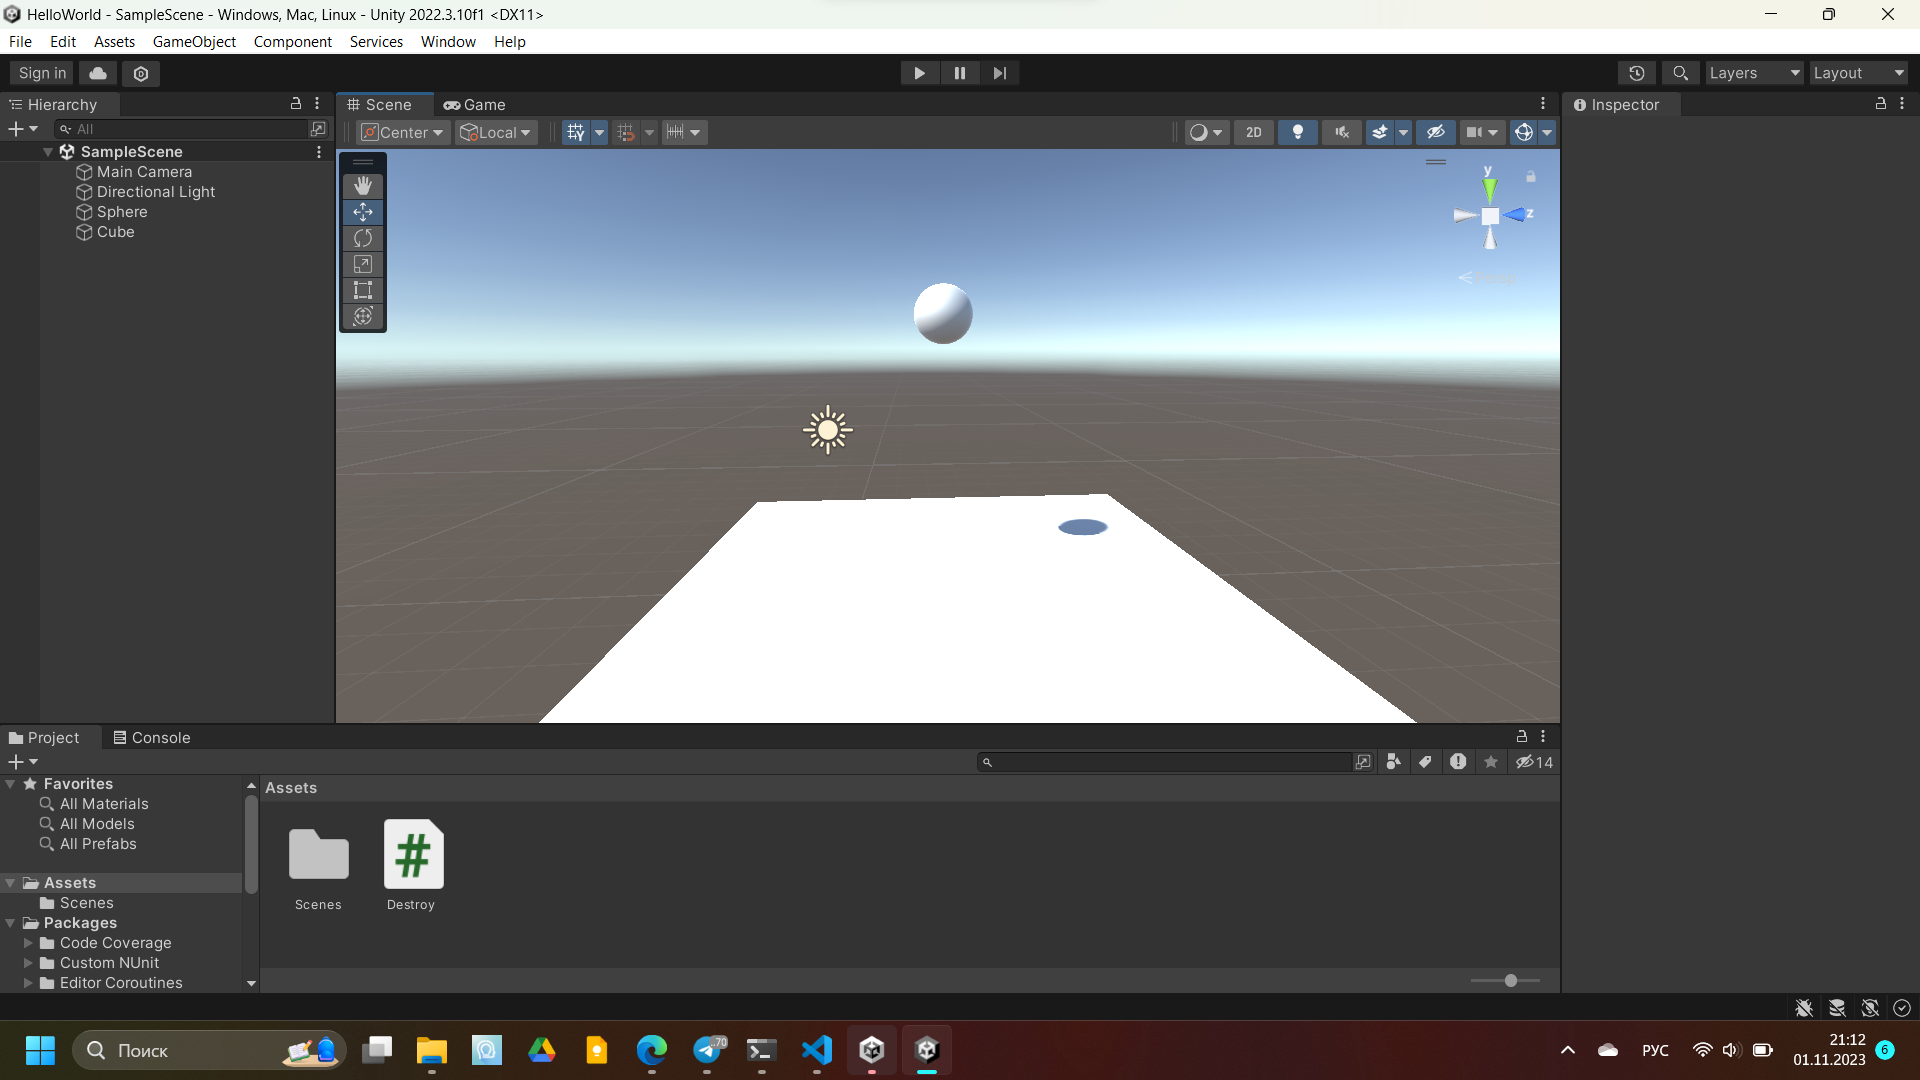 HelloWorld - SampleScene - Windows, Mac, Linux - Unity 2022.3.10f1 <DX11>
File Edit Assets GameObject Component Services Window Help
Sign in
Layers
Layout
Hierarchy
Scene
Game
Inspector
All
Center
Local
2D
SampleScene
Main Camera
Directional Light
Sphere
Cube
y
z
Project
Console
14
Favorites
All Materials
All Models
All Prefabs
Assets
Scenes
Packages
Code Coverage
Custom NUnit
Editor Coroutines
Assets
Scenes
Destroy
Поиск
70
РУС
21:12
01.11.2023
6